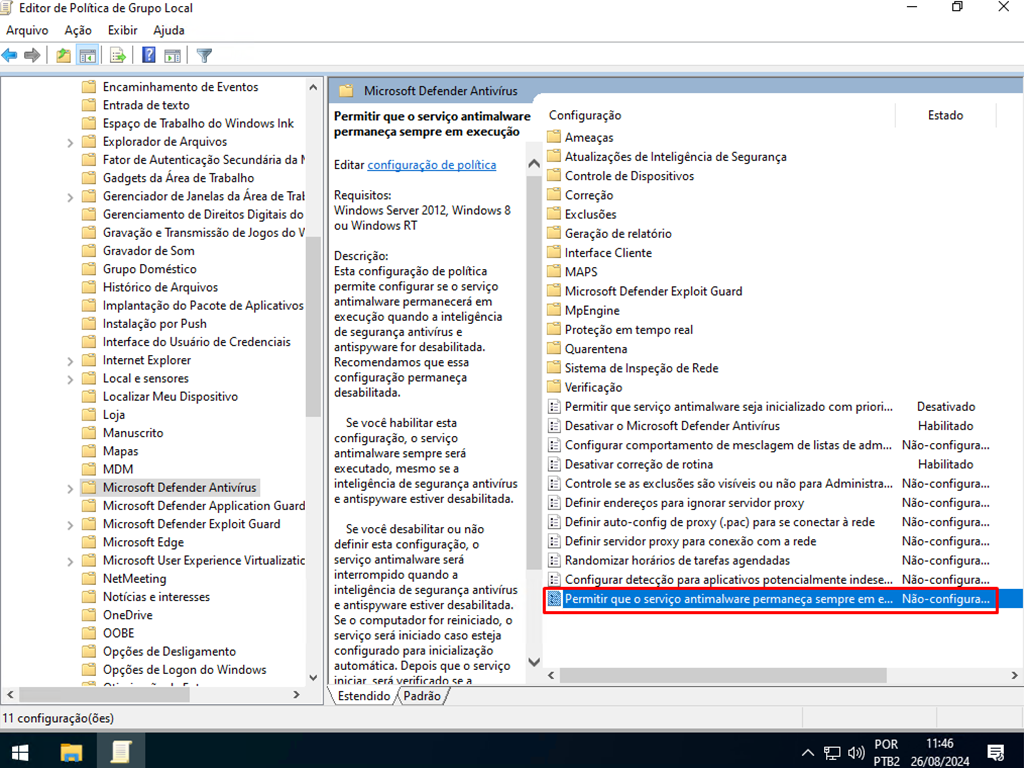 Editor de Política de Grupo Local
Arquivo Ação Exibir Ajuda
Encaminhamento de Eventos
Entrada de texto
Espaço de Trabalho do Windows Ink
Explorador de Arquivos
Fator de Autenticação Secundária da
Gadgets da Área de Trabalho
Gerenciador de Janelas da Área de Tral
Gerenciamento de Direitos Digitais do
Gravação e Transmissão de Jogos do
Gravador de Som
Grupo Doméstico
Histórico de Arquivos
Implantação do Pacote de Aplicativos
Instalação por Push
Interface do Usuário de Credenciais
Internet Explorer
Local e sensores
Localizar Meu Dispositivo
Loja
Manuscrito
Mapas
MDM
Microsoft Defender Antivírus
Microsoft Defender Application Guard
Microsoft Defender Exploit Guard
Microsoft Edge
Microsoft User Experience Virtualizatic
NetMeeting
Notícias e interesses
OneDrive
OOBE
Opções de Desligamento
Opções de Logon do Windows
Microsoft Defender Antivírus
Permitir que o serviço antimalware
permaneça sempre em execução
Editar configuração de política
Requisitos:
Windows Server 2012, Windows 8
ou Windows RT
Descrição:
Esta configuração de política
permite configurar se o serviço
antimalware permanecerá em
execução quando a inteligência
de segurança antivírus e
antispyware for desabilitada.
Recomendamos que essa
configuração permaneça
desabilitada.
Se você habilitar esta
configuração, o serviço
antimalware sempre será
executado, mesmo se a
inteligência de segurança antivírus
e antispyware estiver desabilitada.
Se você desabilitar ou não
definir esta configuração, o
serviço antimalware será
interrompido quando a
inteligência de segurança antivírus
e antispyware estiver desabilitada.
Se o computador for reiniciado, o
serviço será iniciado caso esteja
configurado para inicialização
automática. Depois que o serviço
iniciar, será verificado se a
Configuração Estado
Ameaças
Atualizações de Inteligência de Segurança
Controle de Dispositivos
Correção
Exclusões
Geração de relatório
Interface Cliente
MAPS
Microsoft Defender Exploit Guard
MpEngine
Proteção em tempo real
Quarentena
Sistema de Inspeção de Rede
Verificação
Permitir que serviço antimalware seja inicializado com priori... Desativado
Desativar o Microsoft Defender Antivírus Habilitado
Configurar comportamento de mesclagem de listas de adm... Não-configura...
Desativar correção de rotina Habilitado
Controle se as exclusões são visíveis ou não para Administra... Não-configura...
Definir endereços para ignorar servidor proxy Não-configura...
Definir auto-config de proxy (.pac) para se conectar à rede Não-configura...
Definir servidor proxy para conexão com a rede Não-configura...
Randomizar horários de tarefas agendadas Não-configura...
Configurar detecção para aplicativos potencialmente indese... Não-configura...
Permitir que o serviço antimalware permaneça sempre em e... Não-configura...
Estendido Padrão
11 configuração(ões)
POR
PTB2
11:46
26/08/2024